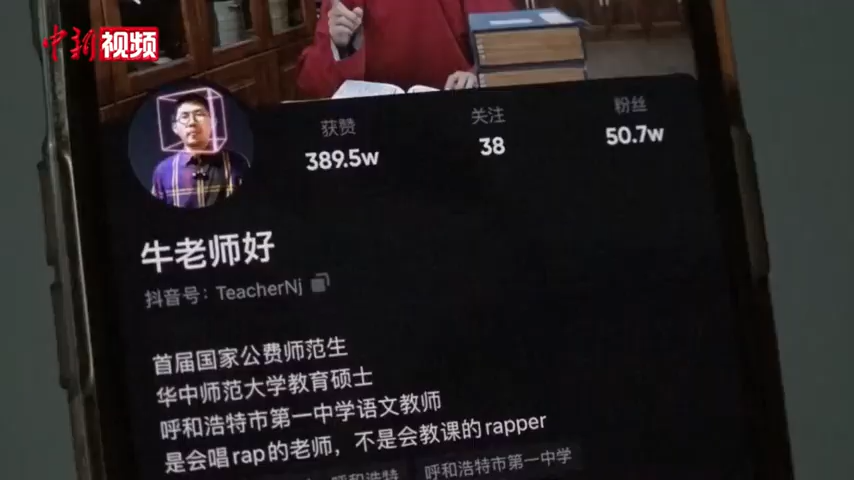 中新视频
获赞
关注
粉丝
389.5w
38
50.7w
牛老师好
抖音号：TeacherNj
首届国家公费师范生
华中师范大学教育硕士
呼和浩特市第一中学语文教师
是会唱rap的老师，不是会教课的rapper
呼和浩特
呼和浩特市第一中学